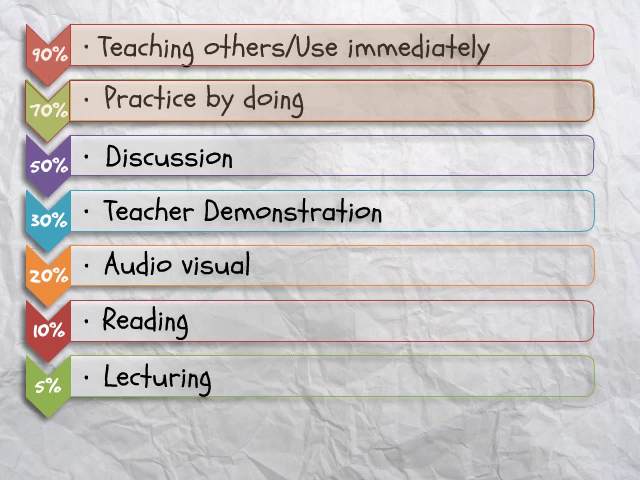 90% · Teaching others/Use immediately
70% · Practice by doing
50% · Discussion
30% · Teacher Demonstration
20% · Audio visual
10% · Reading
5% · Lecturing